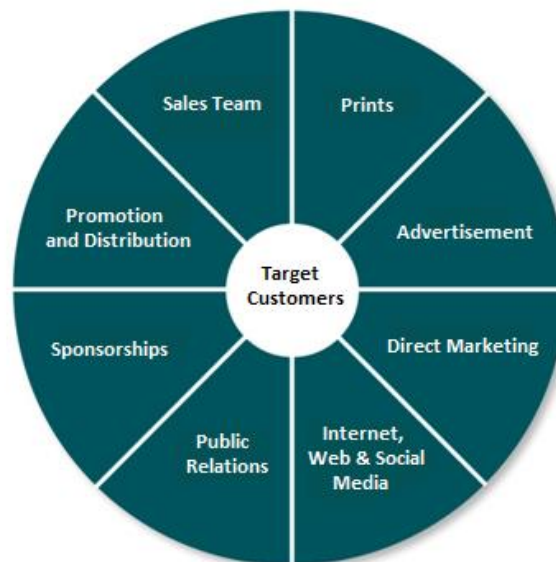 Sales Team
Prints
Promotion
and Distribution
Advertisement
Target
Customers
Sponsorships
Direct Marketing
Public
Relations
Internet,
Web & Social
Media